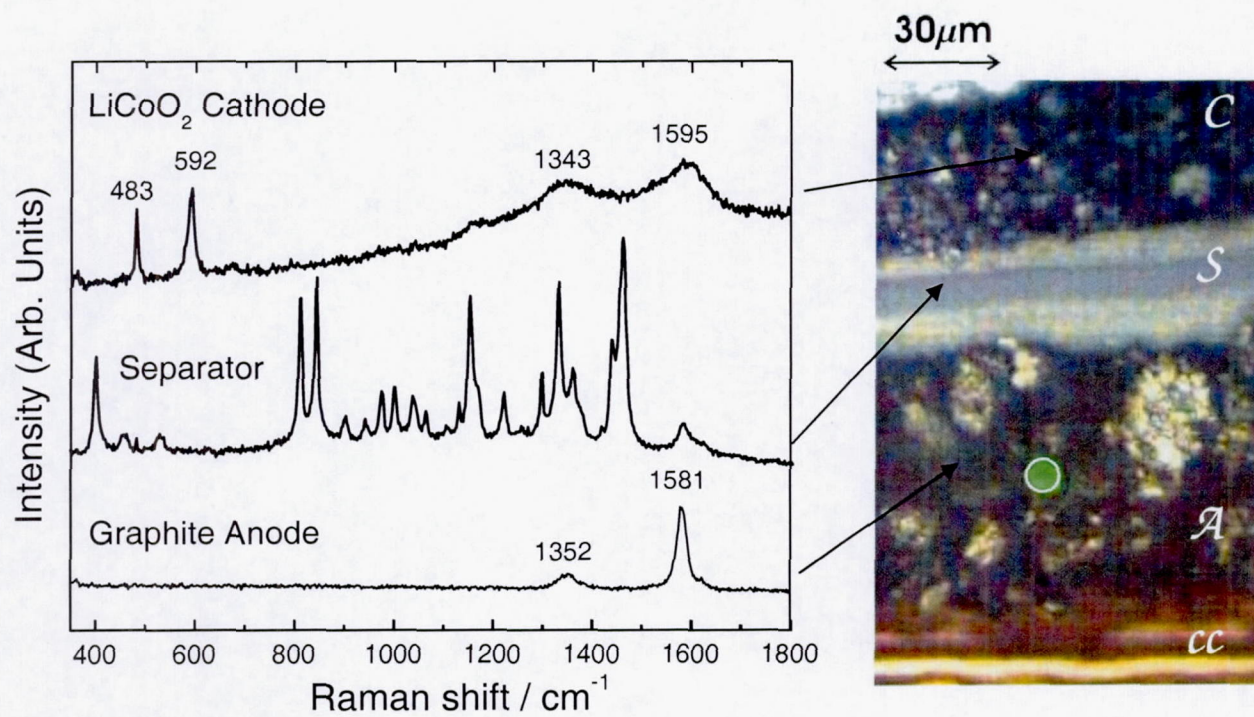 30μm
LiCoO₂ Cathode
483
592
1343
1595
C
S
Separator
1581
Graphite Anode
1352
A
cc
400 600 800 1000 1200 1400 1600 1800
Raman shift / cm⁻¹
Intensity (Arb. Units)